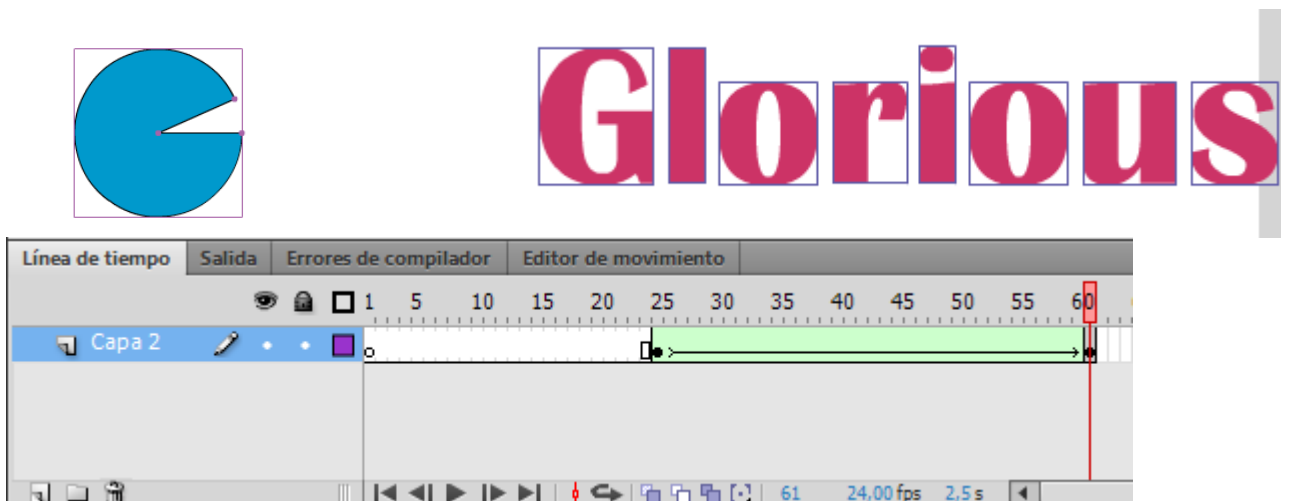 Glorious
Línea de tiempo Salida Errores de compilador Editor de movimiento
1 5 10 15 20 25 30 35 40 45 50 55 60
Capa 2
61 24,00 fps 2,5 s